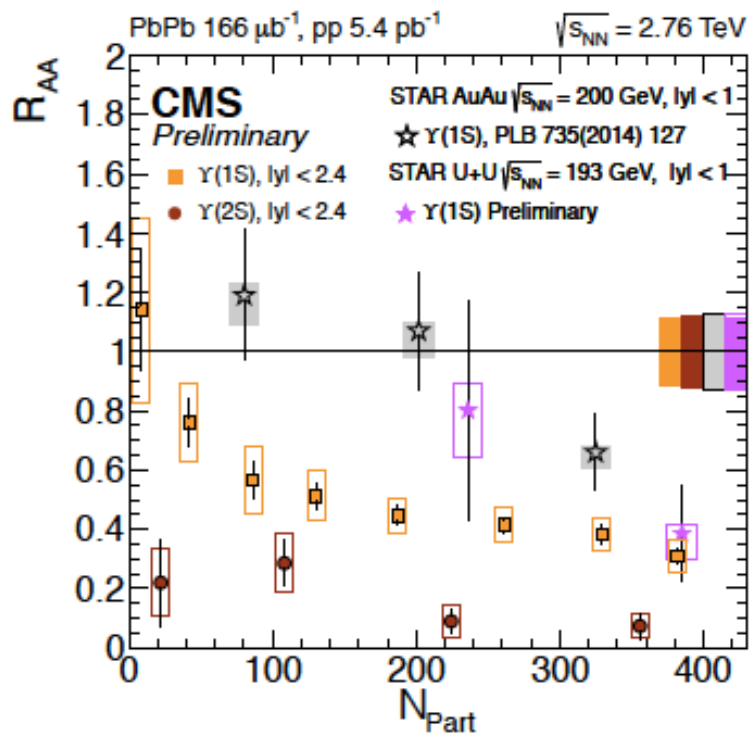 PbPb 166 μb⁻¹, pp 5.4 pb⁻¹ √sNN = 2.76 TeV
RAA
CMS
Preliminary
ϒ(1S), |y| < 2.4
ϒ(2S), |y| < 2.4
STAR AuAu √sNN = 200 GeV, |y| < 1
ϒ(1S), PLB 735(2014) 127
STAR U+U √sNN = 193 GeV, |y| < 1
ϒ(1S) Preliminary
2
1.8
1.6
1.4
1.2
1
0.8
0.6
0.4
0.2
0
0 100 200 300 400
NPart